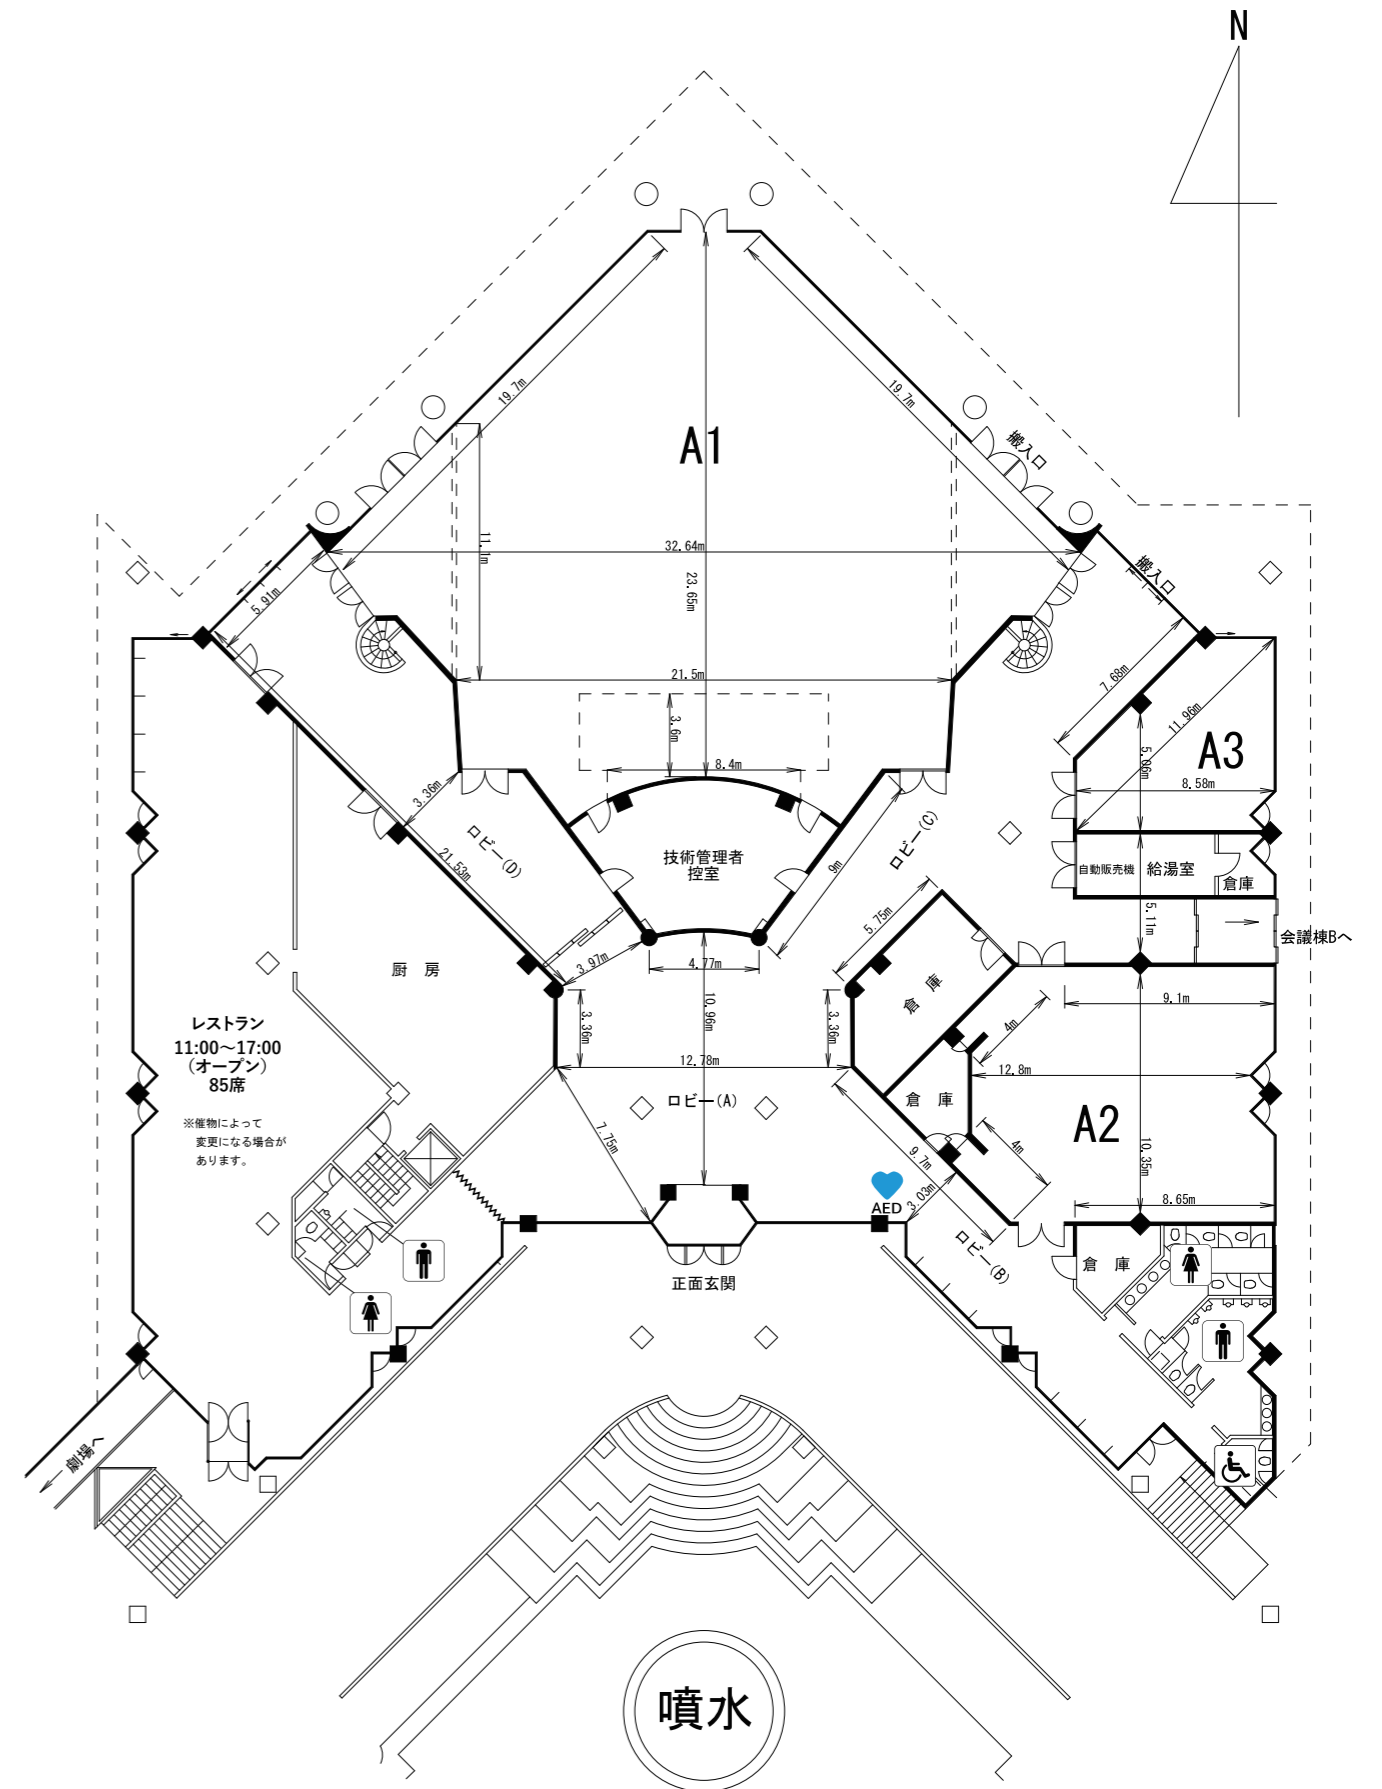 N
19.7m
19.7m
搬入口
A1
11.1m
32.64m
23.65m
搬入口
5.91m
21.5m
7.68m
11.96m
3.6m
8.4m
5.06m
A3
8.58m
3.36m
ロビー(D)
21.53m
技術管理者
控室
9m
ロビー(C)
自動販売機
給湯室
倉庫
5.75m
5.11m
会議棟Bへ
3.97m
4.77m
厨 房
倉 庫
9.1m
3.36m
10.96m
3.36m
4m
レストラン
11:00～17:00
(オープン)
85席
12.78m
12.8m
ロビー(A)
倉 庫
※催物によって
変更になる場合が
あります。
7.75m
9.7m
4m
A2
10.35m
AED
3.03m
8.65m
ロビー(B)
倉 庫
正面玄関
劇場へ
噴水